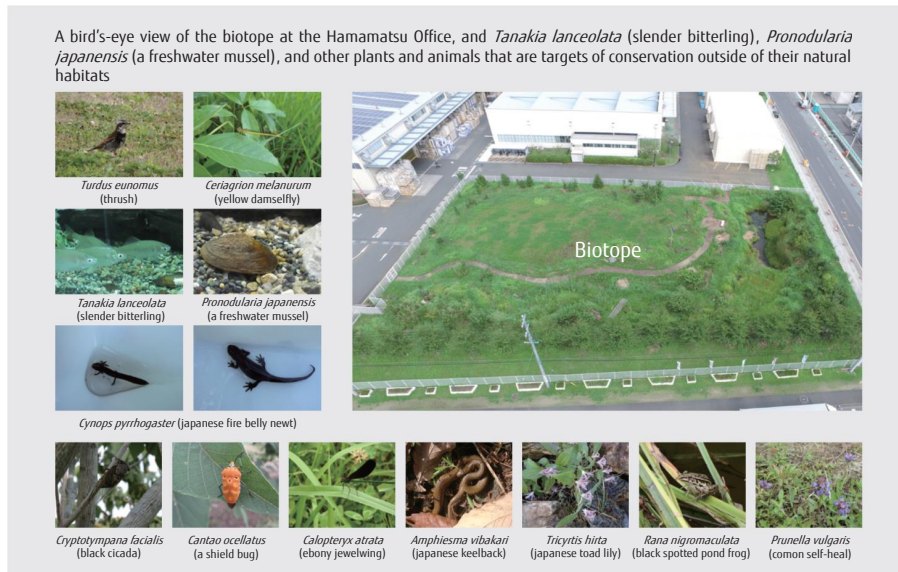 A bird's-eye view of the biotope at the Hamamatsu Office, and Tanakia lanceolata (slender bitterling), Pronodularia
japanensis (a freshwater mussel), and other plants and animals that are targets of conservation outside of their natural
habitats
Turdus eunomus
(thrush)
Ceriagrion melanurum
(yellow damselfly)
Tanakia lanceolata
(slender bitterling)
Pronodularia japanensis
(a freshwater mussel)
Cynops pyrrhogaster (japanese fire belly newt)
Biotope
Cryptotympana facialis
(black cicada)
Cantao ocellatus
(a shield bug)
Calopteryx atrata
(ebony jewelwing)
Amphiesma vibakari
(japanese keelback)
Tricyrtis hirta
(japanese toad lily)
Rana nigromaculata
(black spotted pond frog)
Prunella vulgaris
(comon self-heal)